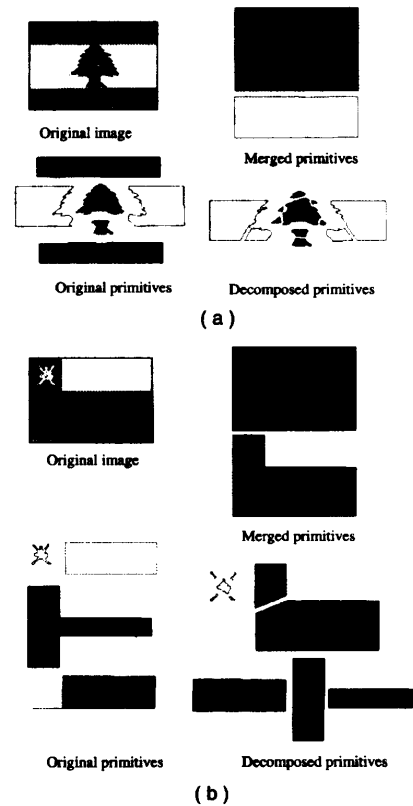 Original image
Merged primitives
Original primitives
Decomposed primitives
(a)
Original image
Merged primitives
Original primitives
Decomposed primitives
(b)